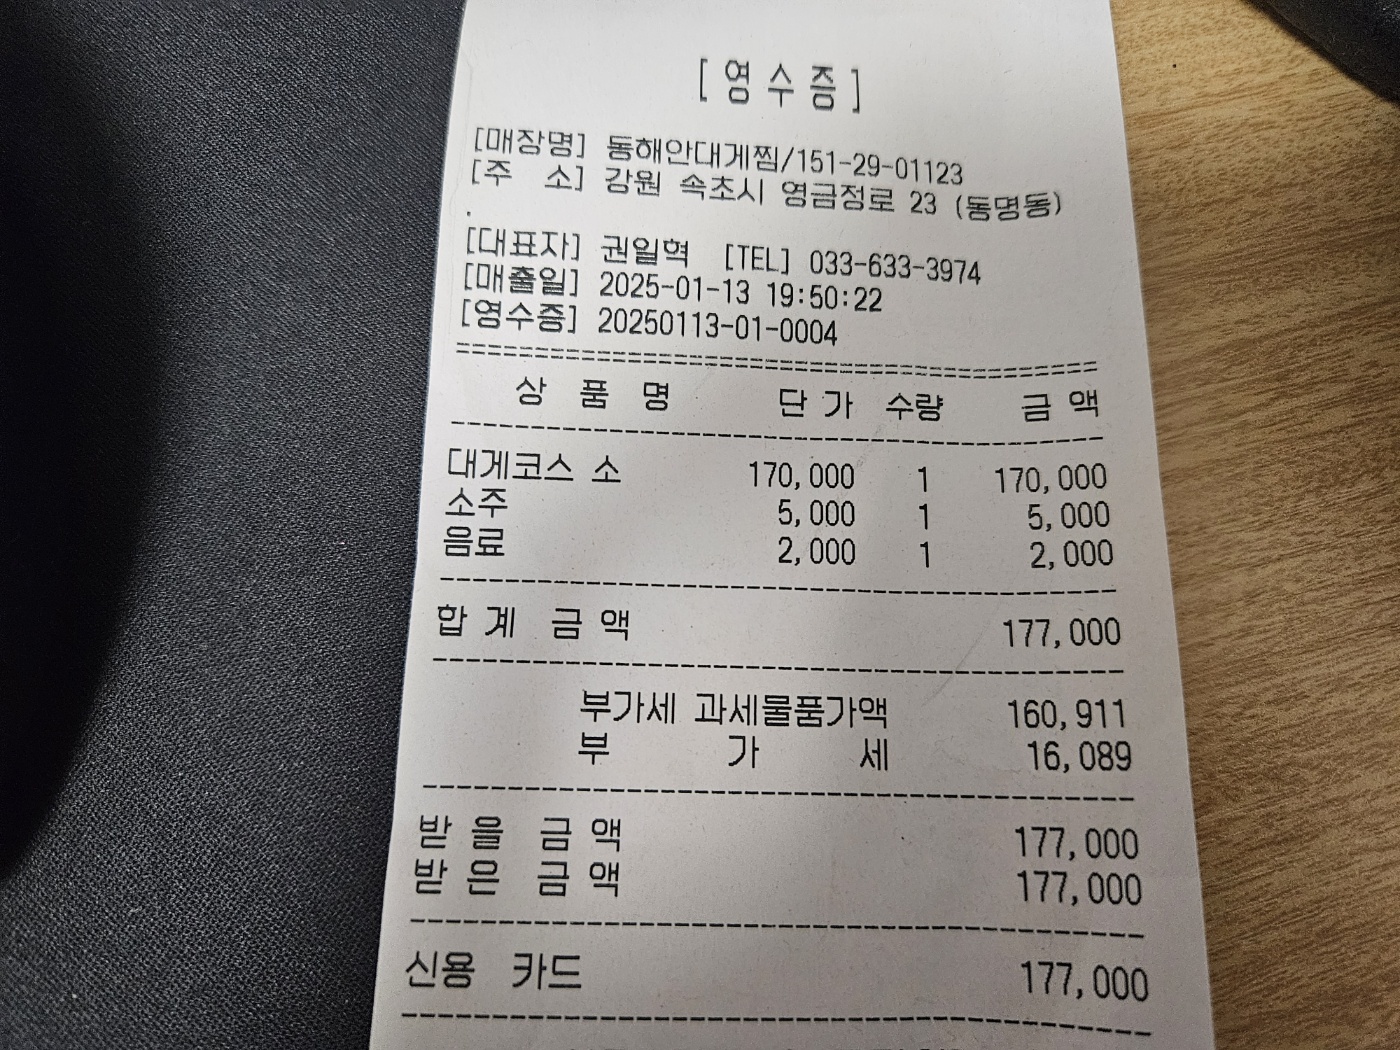 [영수증]
[매장명] 동해안대게찜/151-29-01123
[주 소] 강원 속초시 영금정로 23 (동명동)
.
[대표자] 권일혁 [TEL] 033-633-3974
[매출일] 2025-01-13 19:50:22
[영수증] 20250113-01-0004
상 품 명 단 가 수량 금 액
대게코스 소 170,000 1 170,000
소주 5,000 1 5,000
음료 2,000 1 2,000
합 계 금 액 177,000
부가세 과세물품가액 160,911
부 가 세 16,089
받 을 금 액 177,000
받 은 금 액 177,000
신용 카드 177,000